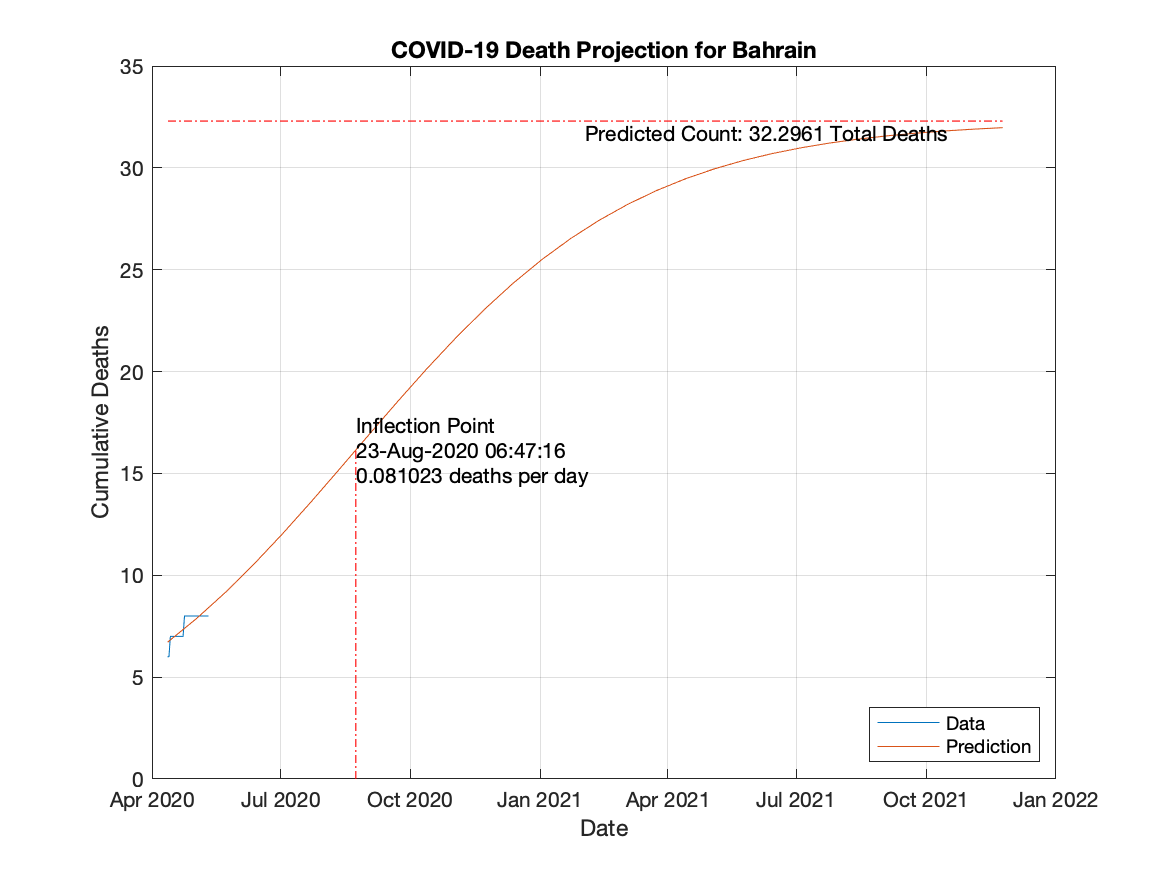 COVID-19 Death Projection for Bahrain
35
Predicted Count: 32.2961 Total Deaths
30
25
20
Inflection Point
23-Aug-2020 06:47:16
0.081023 deaths per day
15
10
5
0
Cumulative Deaths
Data
Prediction
Apr 2020 Jul 2020 Oct 2020 Jan 2021 Apr 2021 Jul 2021 Oct 2021 Jan 2022
Date